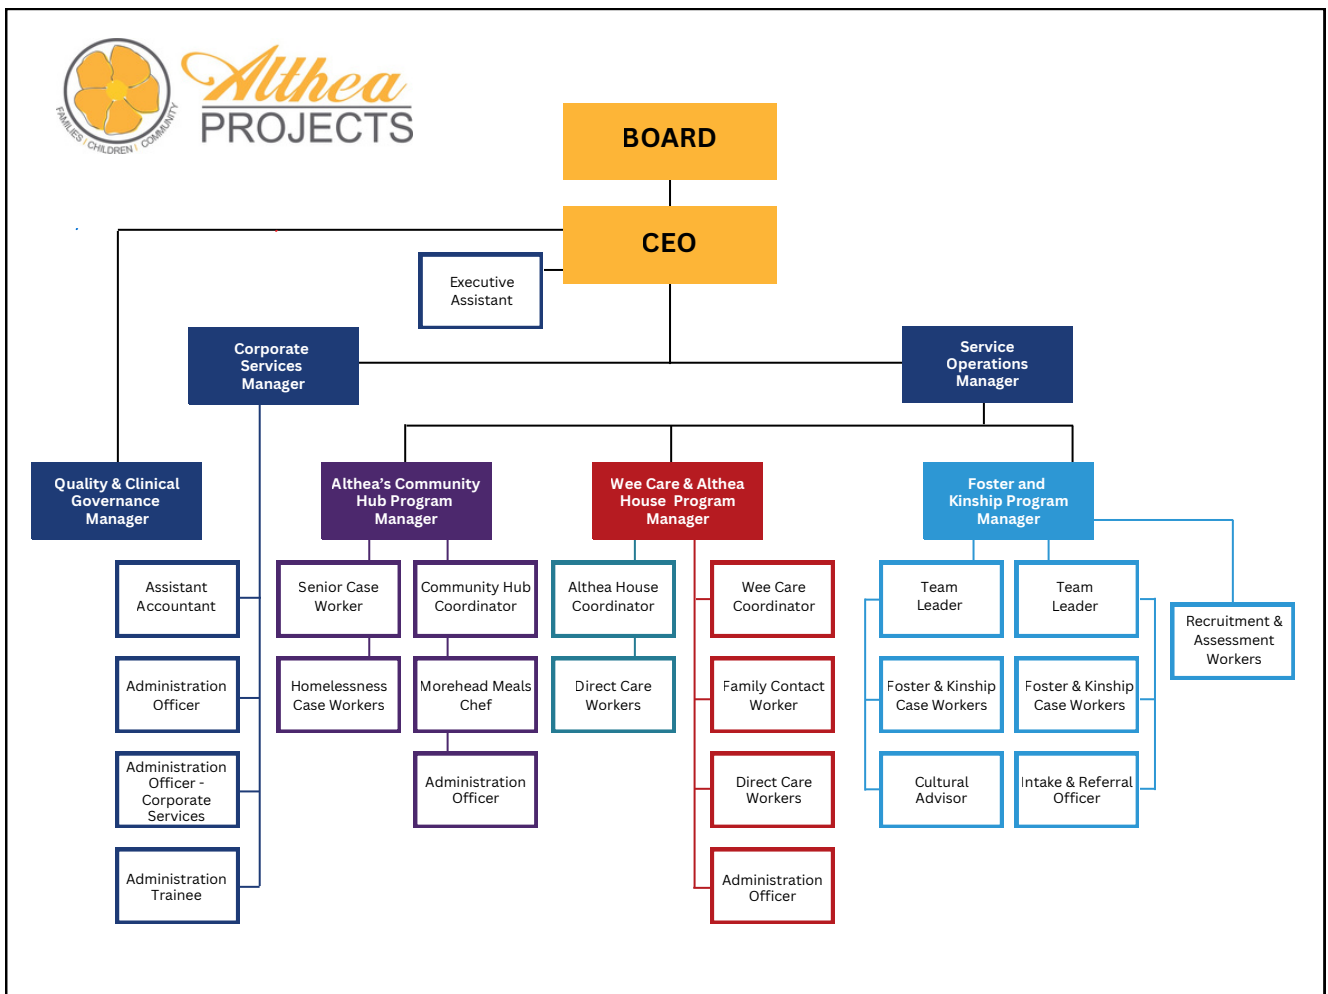 Althea
PROJECTS
FAMILIES | CHILDREN | COMMUNITY
BOARD
CEO
Executive
Assistant
Corporate
Services
Manager
Service
Operations
Manager
Quality & Clinical
Governance
Manager
Althea's Community
Hub Program
Manager
Wee Care & Althea
House Program
Manager
Foster and
Kinship Program
Manager
Assistant
Accountant
Administration
Officer
Administration
Officer -
Corporate
Services
Administration
Trainee
Senior Case
Worker
Homelessness
Case Workers
Community Hub
Coordinator
Morehead Meals
Chef
Administration
Officer
Althea House
Coordinator
Direct Care
Workers
Wee Care
Coordinator
Family Contact
Worker
Direct Care
Workers
Administration
Officer
Team
Leader
Foster & Kinship
Case Workers
Cultural
Advisor
Team
Leader
Foster & Kinship
Case Workers
Intake & Referral
Officer
Recruitment &
Assessment
Workers